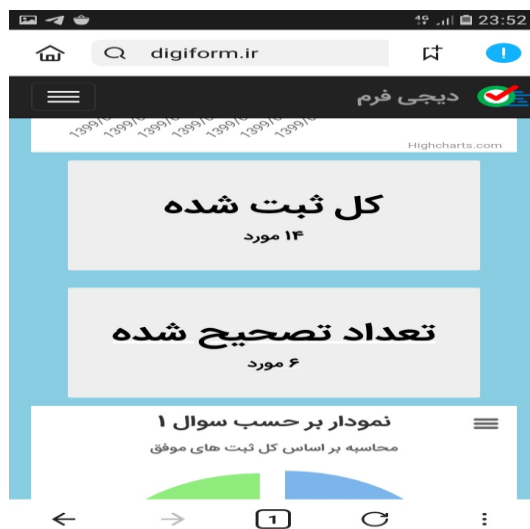 4G 23:52
digiform.ir
دیجی فرم
Highcharts.com
کل ثبت شده
۱۴ مورد
تعداد تصحیح شده
۶ مورد
نمودار بر حسب سوال ۱
محاسبه بر اساس کل ثبت های موفق
1